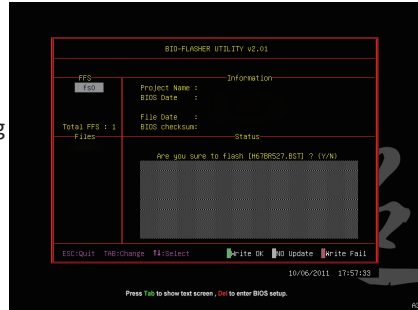 BIO-FLASHER UTILITY v2.01
FFS
Information
fs0
Project Name :
BIOS Date :
File Date :
Total FFS : 1
BIOS checksum:
Files
Status
Are you sure to flash [H67BR527.BST] ? (Y/N)
ESC:Quit TAB:Change ↑↓:Select Write OK NO Update Write Fail
10/06/2011 17:57:33
Press Tab to show text screen , Del to enter BIOS setup.